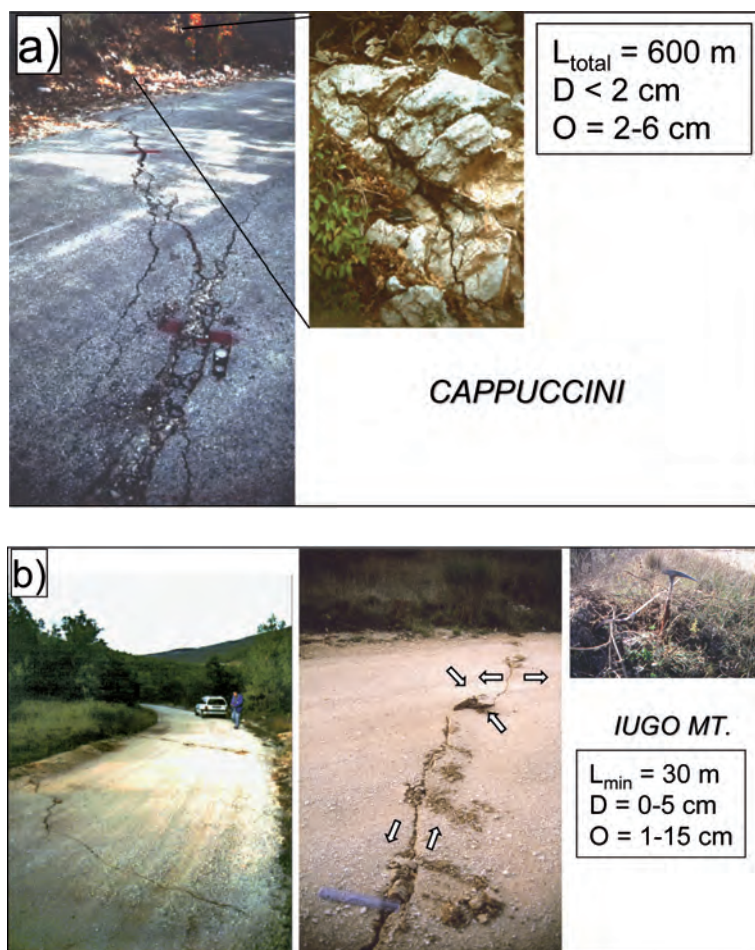 a)
L_total = 600 m
D < 2 cm
O = 2-6 cm
CAPPUCCINI
b)
IUGO MT.
L_min = 30 m
D = 0-5 cm
O = 1-15 cm